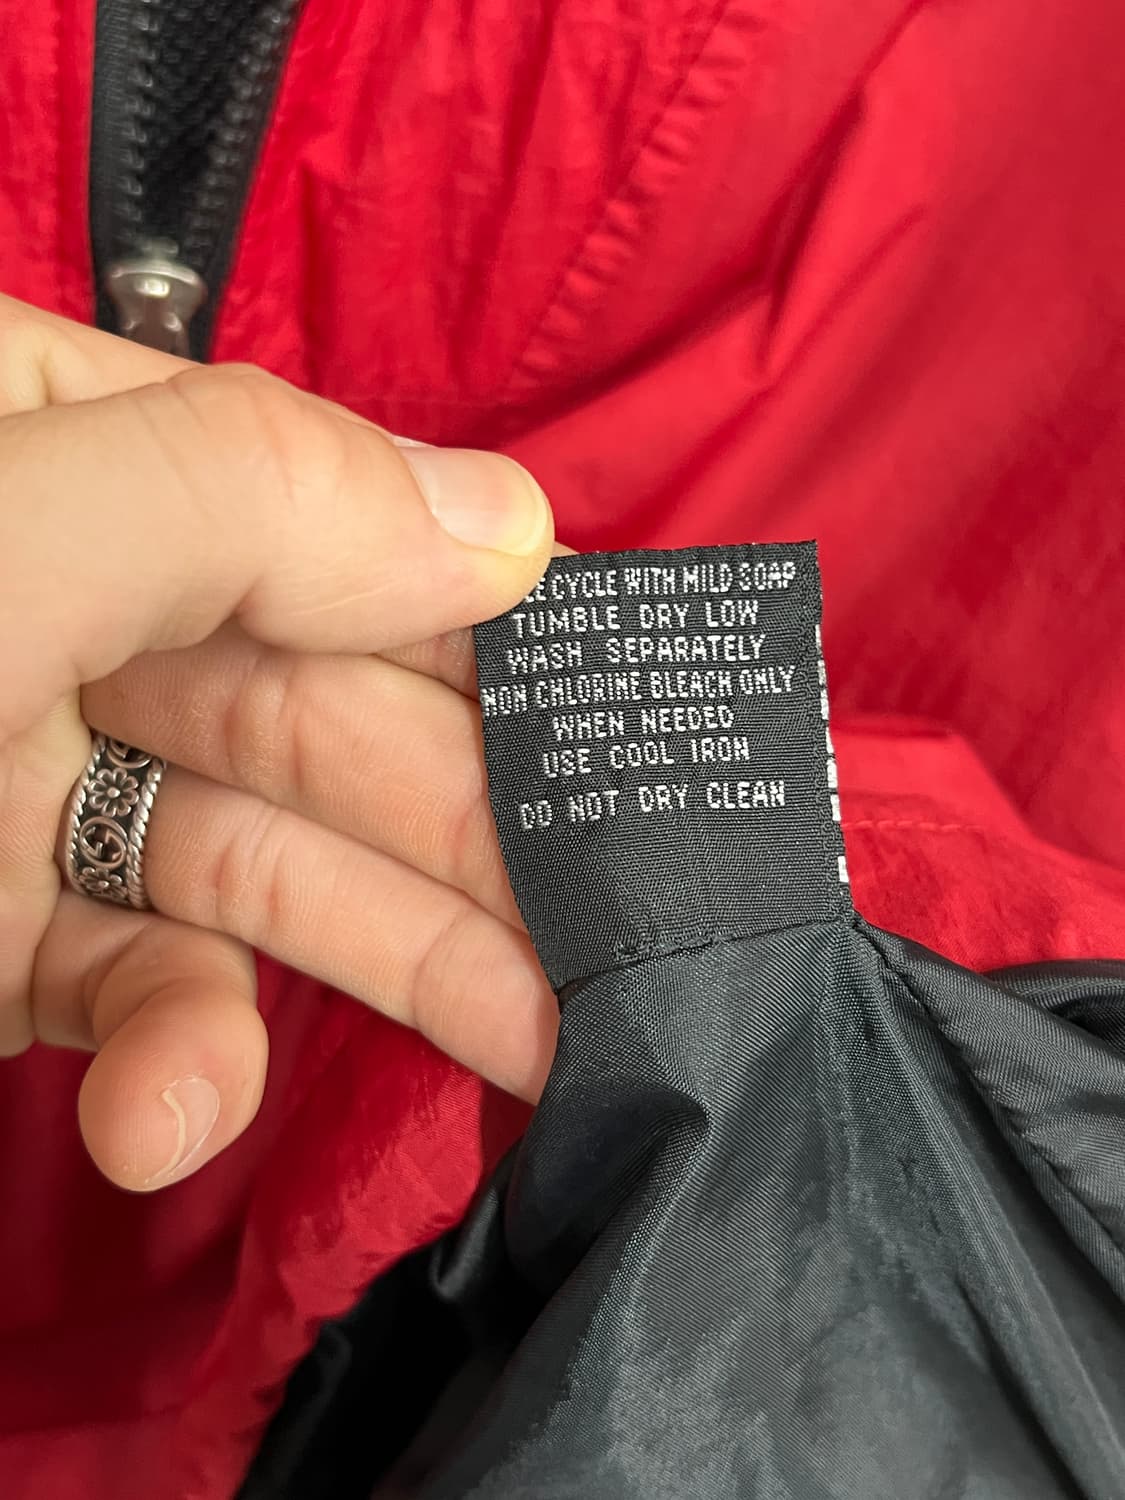 LE CYCLE WITH MILD SOAP
TUMBLE DRY LOW
WASH SEPARATELY
NON CHLORINE BLEACH ONLY
WHEN NEEDED
USE COOL IRON
DO NOT DRY CLEAN